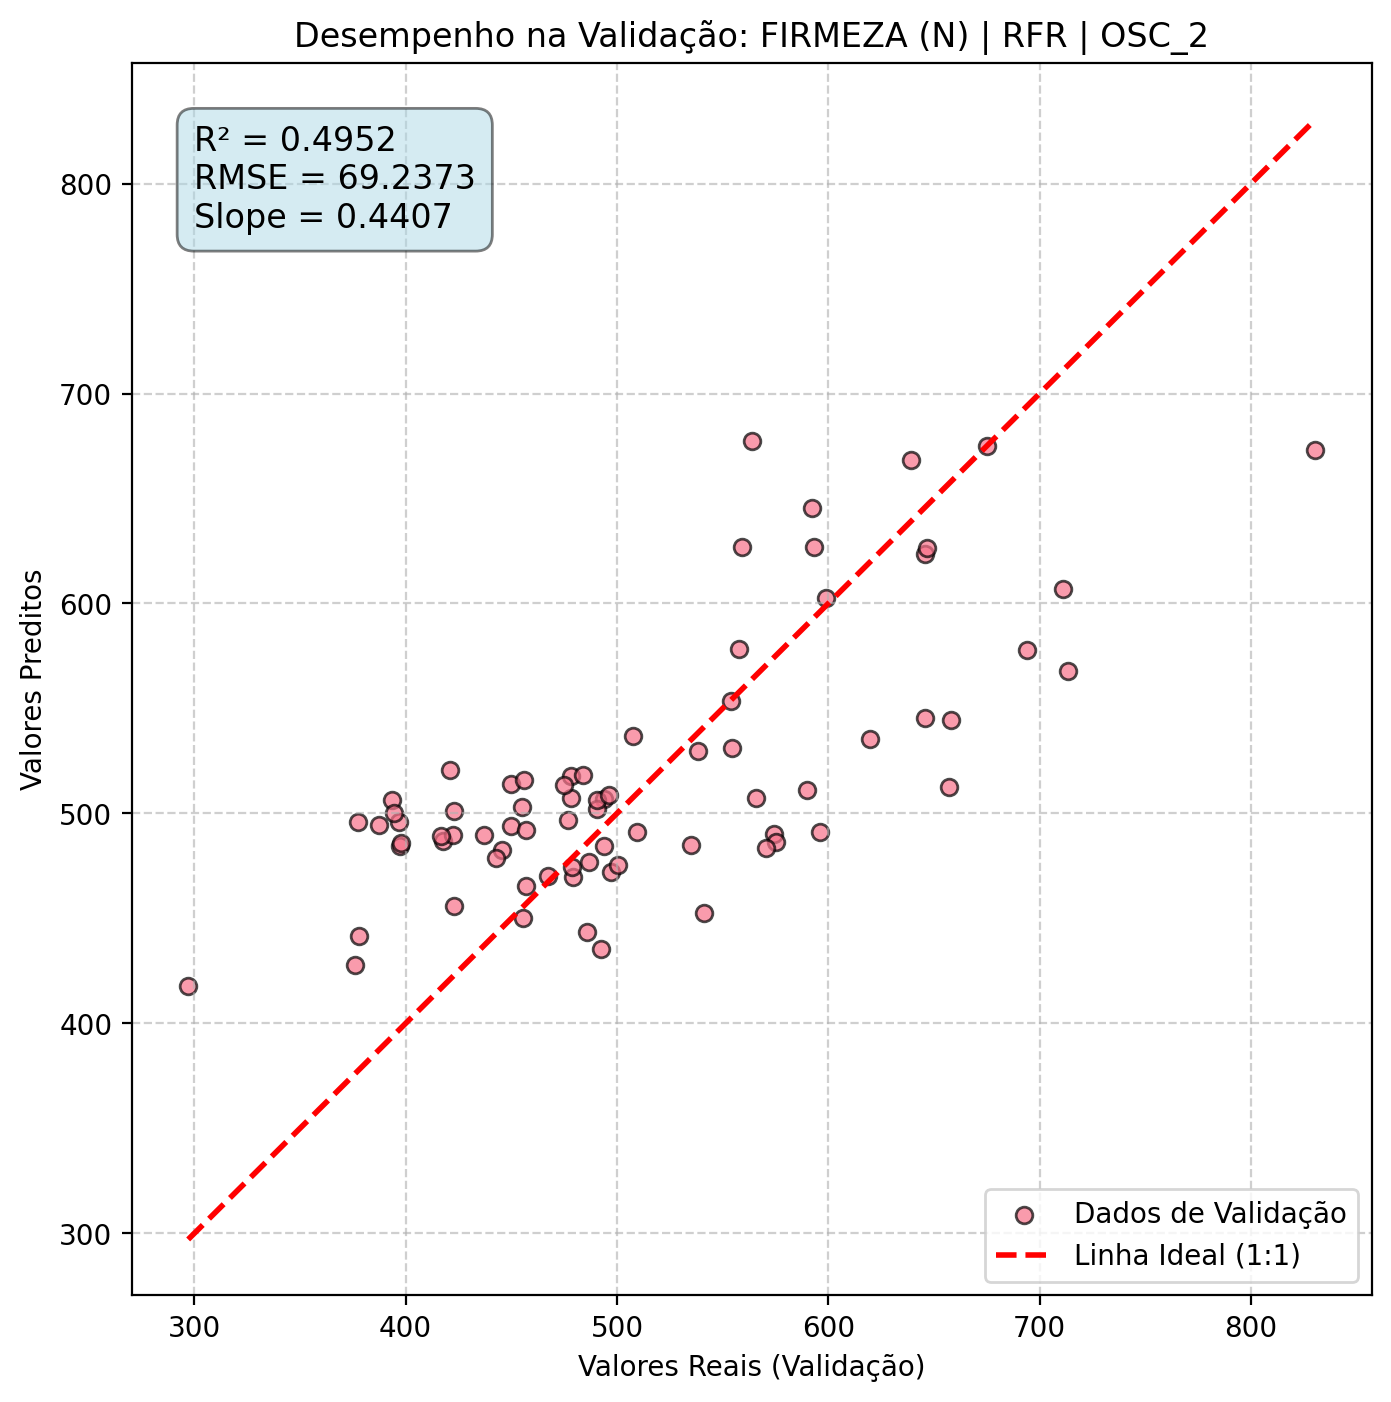 Desempenho na Validação: FIRMEZA (N) | RFR | OSC_2
R² = 0.4952
RMSE = 69.2373
Slope = 0.4407
800
700
600
500
400
300
Valores Preditos
Dados de Validação
Linha Ideal (1:1)
300 400 500 600 700 800
Valores Reais (Validação)